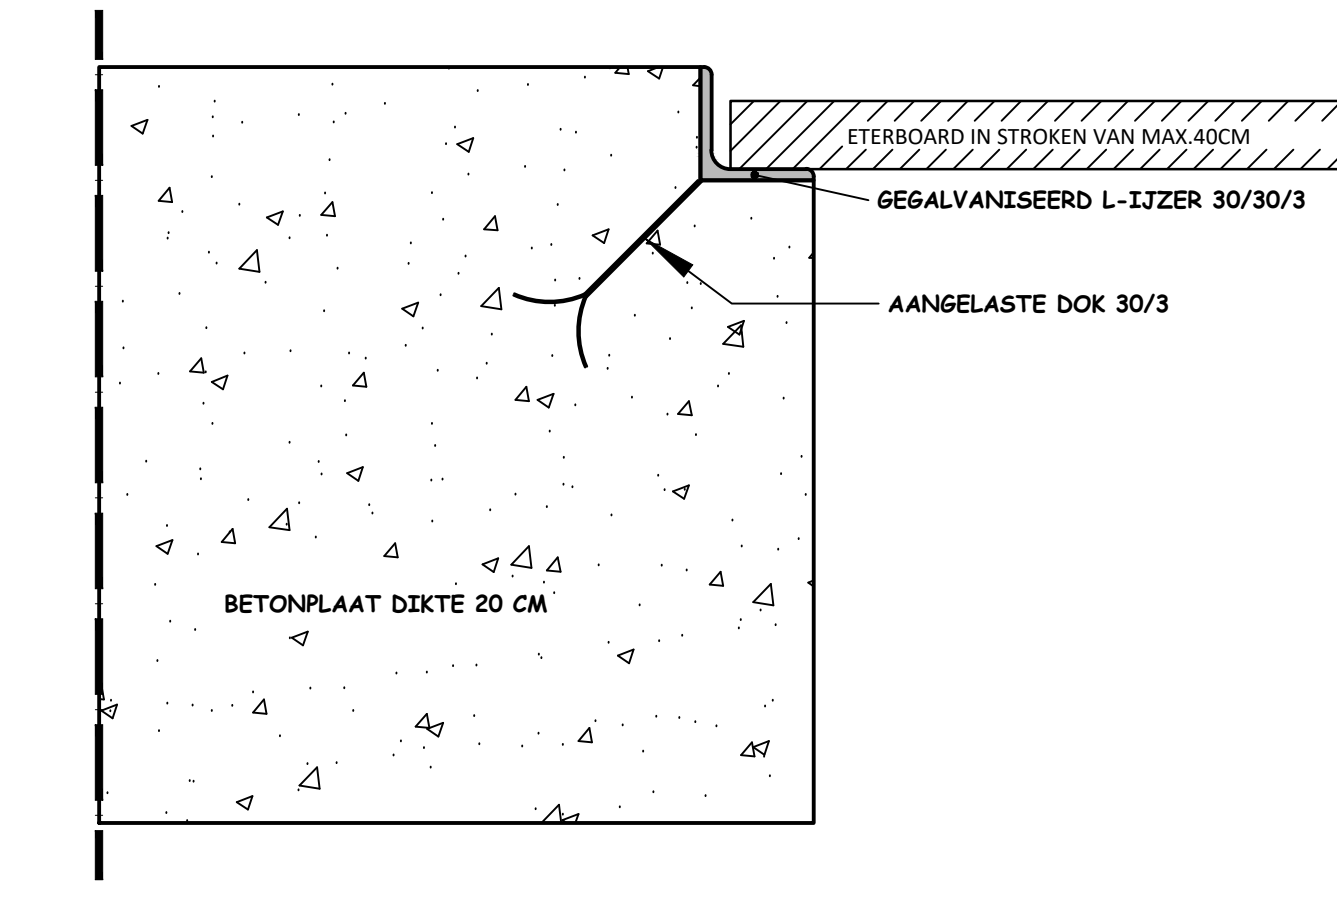 ETERBOARD IN STROKEN VAN MAX.40CM
GEGALVANISEERD L-IJZER 30/30/3
AANGELASTE DOK 30/3
BETONPLAAT DIKTE 20 CM